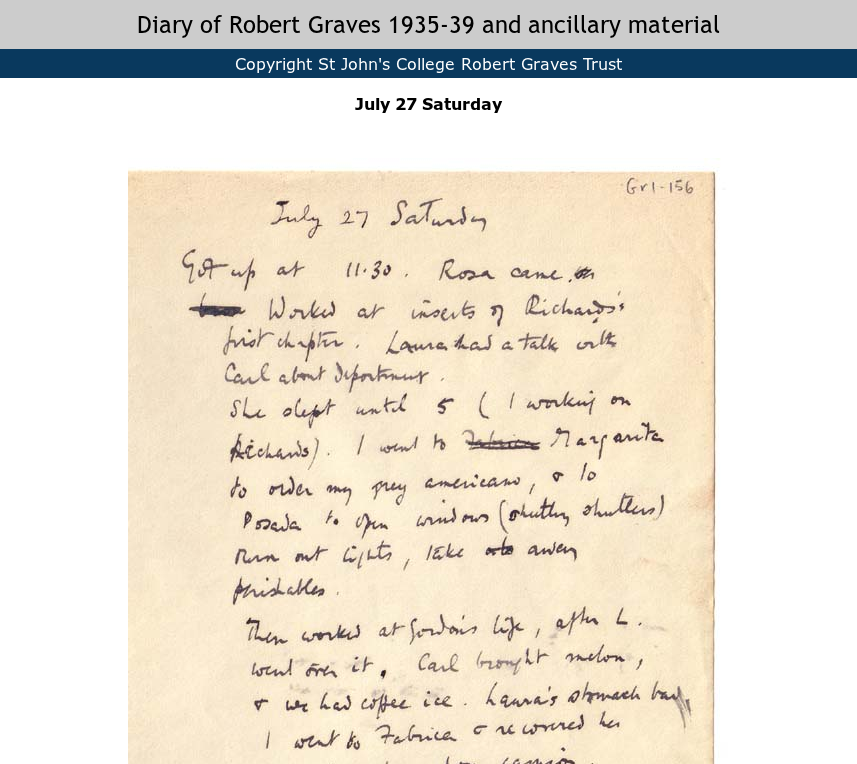 Diary of Robert Graves 1935-39 and ancillary material
Copyright St John's College Robert Graves Trust
July 27 Saturday
Gr1-156
July 27 Saturday
Got up at 11.30. Rosa came.
Worked at inserts of Richards's
first chapter. Laura had a talk with
Carl about Deportment.
She slept until 5 (I working on
Richards). I went to Fabrica Margarita
to order my grey americano, & to
Posada to open windows (shutting shutters)
turn out lights, take away
perishables.
Then worked at Gordon's life, after L.
went over it. Carl brought melon,
& we had coffee ice. Laura's stomach bad,
I went to Fabrica & recovered her